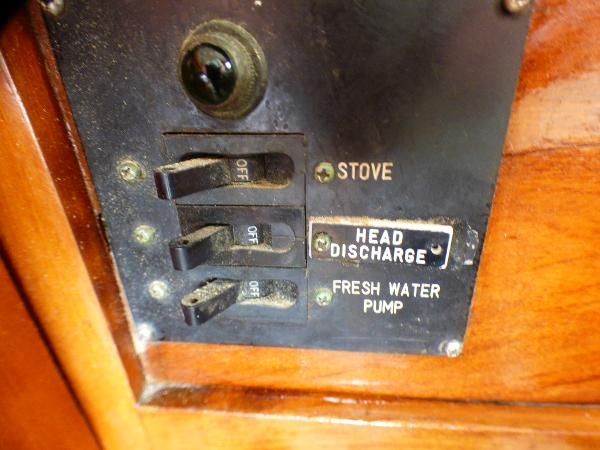 OFF
STOVE
OFF
HEAD
DISCHARGE
OFF
FRESH WATER
PUMP